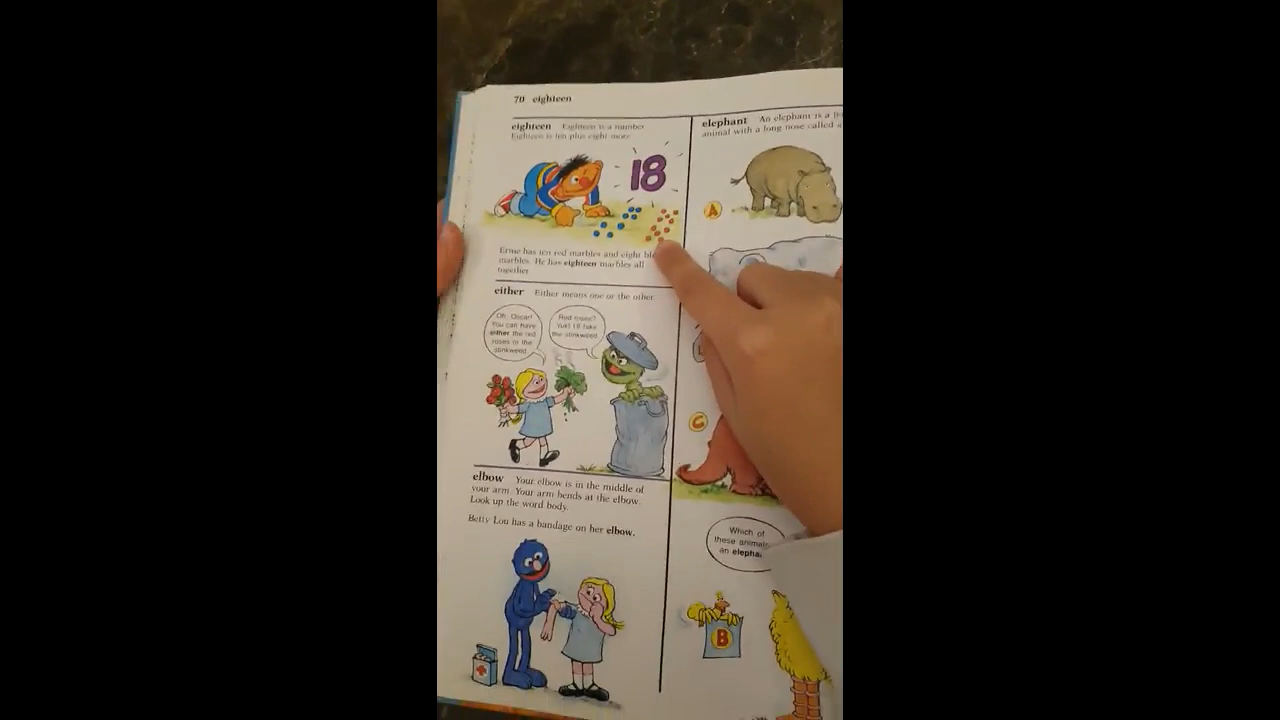 70 eighteen
eighteen Eighteen is a number
Eighteen is ten plus eight more
18
Ernie has ten red marbles and eight
marbles. He has eighteen marbles all
together
either Either means one or the other
Oh, Oscar!
You can have
either the red
roses or the
stinkweed
Red roses?
Yuk! I'll take
the stinkweed
elbow Your elbow is in the middle of
your arm. Your arm bends at the elbow.
Look up the word body.
Betty Lou has a bandage on her elbow.
elephant An elephant is a
animal with a long nose called
A
C
Which of
these
an
B